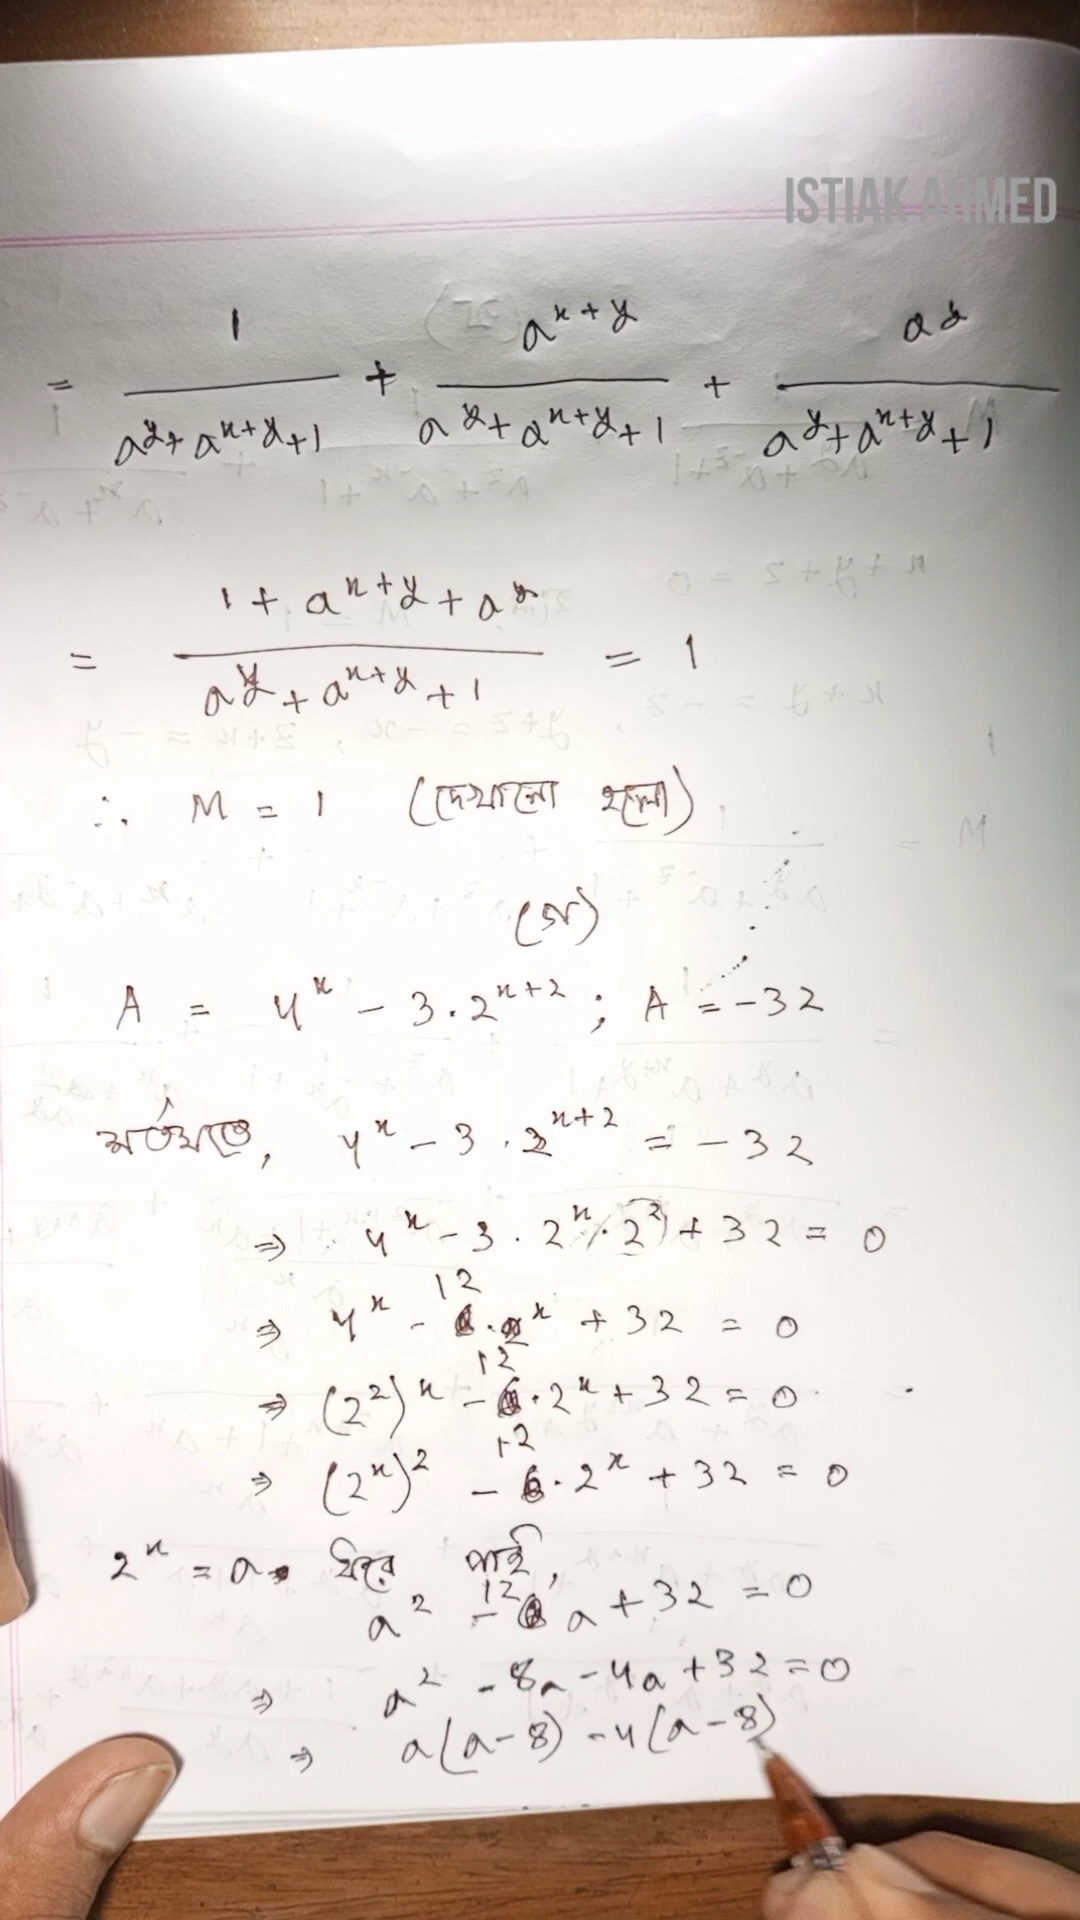 ISTIAK AHMED
= 1/(a^y + a^(x+y) + 1) + a^(x+y)/(a^y + a^(x+y) + 1) + a^y/(a^y + a^(x+y) + 1)
= (1 + a^(x+y) + a^y)/(a^y + a^(x+y) + 1) = 1
∴ M = 1 (দেখানো হলো)
(গ)
A = 4^x - 3 . 2^(x+2) ; A = -32
শর্তমতে, 4^x - 3 . 2^(x+2) = -32
⇒ 4^x - 3 . 2^x . 2^2 + 32 = 0
⇒ 4^x - 12 . 2^x + 32 = 0
⇒ (2^2)^x - 12 . 2^x + 32 = 0
⇒ (2^x)^2 - 12 . 2^x + 32 = 0
2^x = a ধরে পাই,
a^2 - 12 a + 32 = 0
⇒ a^2 - 8a - 4a + 32 = 0
⇒ a(a-8) - 4(a-8)